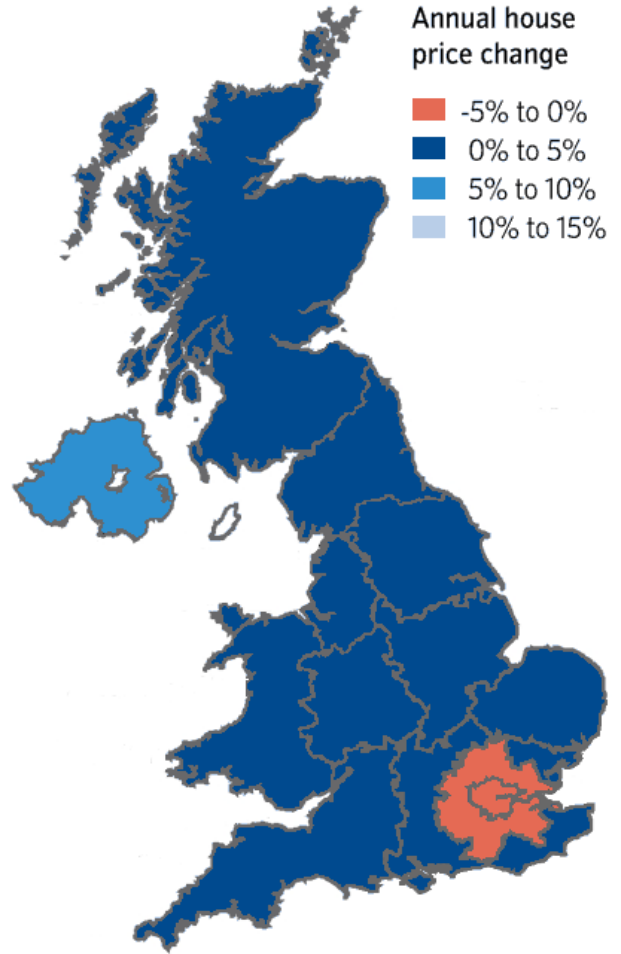 Annual house
price change
-5% to 0%
0% to 5%
5% to 10%
10% to 15%